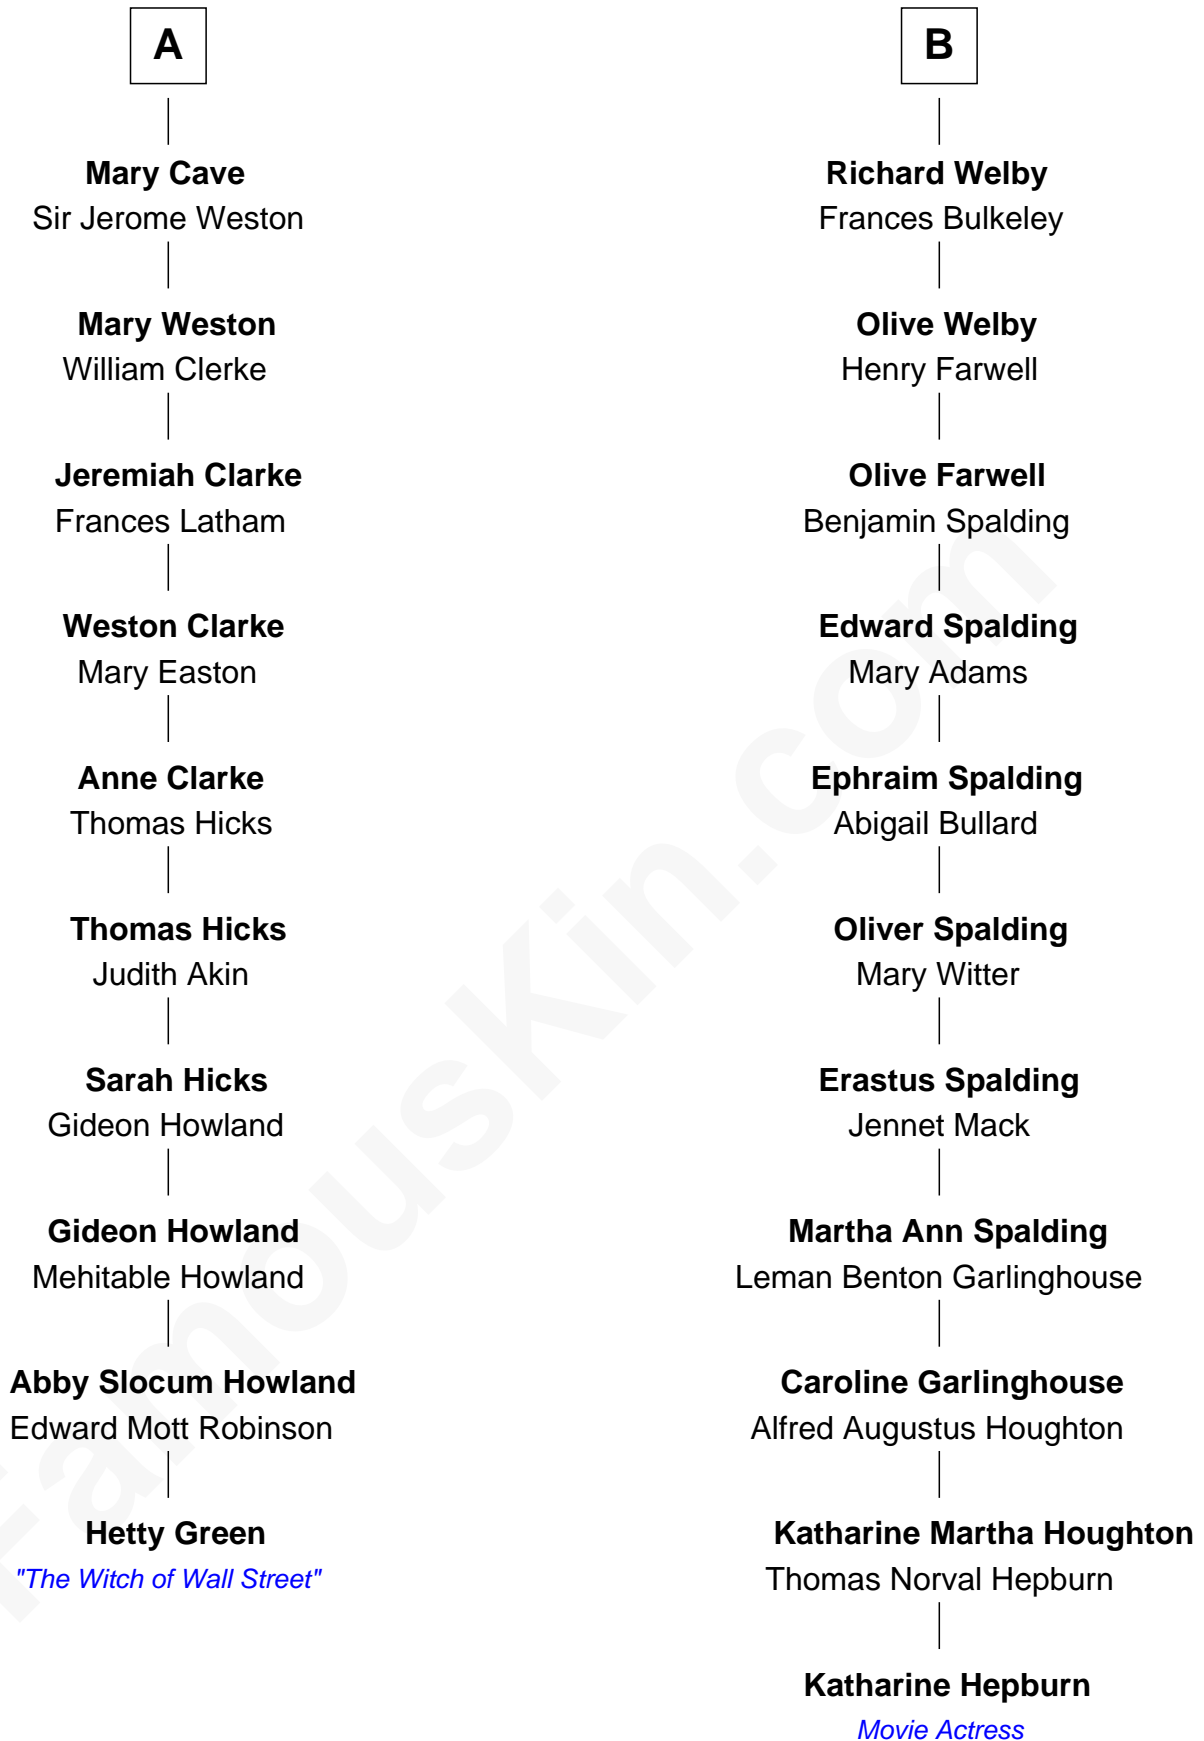 A
Mary Cave
Sir Jerome Weston
Mary Weston
William Clerke
Jeremiah Clarke
Frances Latham
Weston Clarke
Mary Easton
Anne Clarke
Thomas Hicks
Thomas Hicks
Judith Akin
Sarah Hicks
Gideon Howland
Gideon Howland
Mehitable Howland
Abby Slocum Howland
Edward Mott Robinson
Hetty Green
"The Witch of Wall Street"
B
Richard Welby
Frances Bulkeley
Olive Welby
Henry Farwell
Olive Farwell
Benjamin Spalding
Edward Spalding
Mary Adams
Ephraim Spalding
Abigail Bullard
Oliver Spalding
Mary Witter
Erastus Spalding
Jennet Mack
Martha Ann Spalding
Leman Benton Garlinghouse
Caroline Garlinghouse
Alfred Augustus Houghton
Katharine Martha Houghton
Thomas Norval Hepburn
Katharine Hepburn
Movie Actress
FamousKin.com